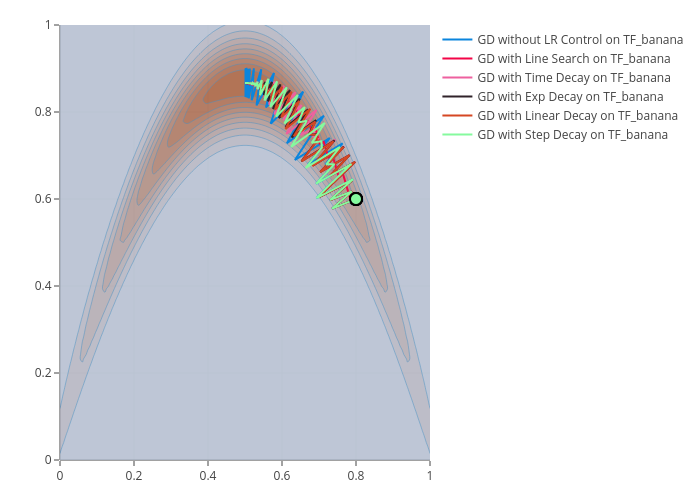 1
0.8
0.6
0.4
0.2
0
0 0.2 0.4 0.6 0.8 1
GD without LR Control on TF_banana
GD with Line Search on TF_banana
GD with Time Decay on TF_banana
GD with Exp Decay on TF_banana
GD with Linear Decay on TF_banana
GD with Step Decay on TF_banana